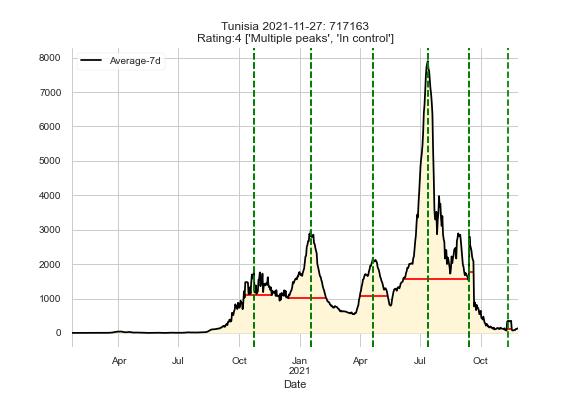 Tunisia 2021-11-27: 717163
Rating:4 ['Multiple peaks', 'In control']
Average-7d
8000
7000
6000
5000
4000
3000
2000
1000
0
Apr Jul Oct Jan Apr Jul Oct
2021
Date